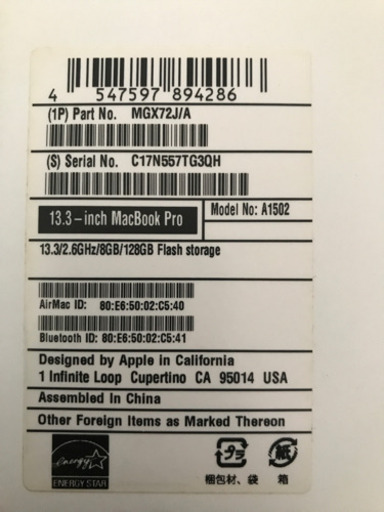 4 547597 894286
(1P) Part No. MGX72J/A
(S) Serial No. C17N557TG3QH
13.3-inch MacBook Pro
Model No: A1502
13.3/2.6GHz/8GB/128GB Flash storage
AirMac ID: 80:E6:50:02:C5:40
Bluetooth ID: 80:E6:50:02:C5:41
Designed by Apple in California
1 Infinite Loop Cupertino CA 95014 USA
Assembled In China
Other Foreign Items as Marked Thereon
energy
ENERGY STAR
プラ
紙
梱包材、袋 箱